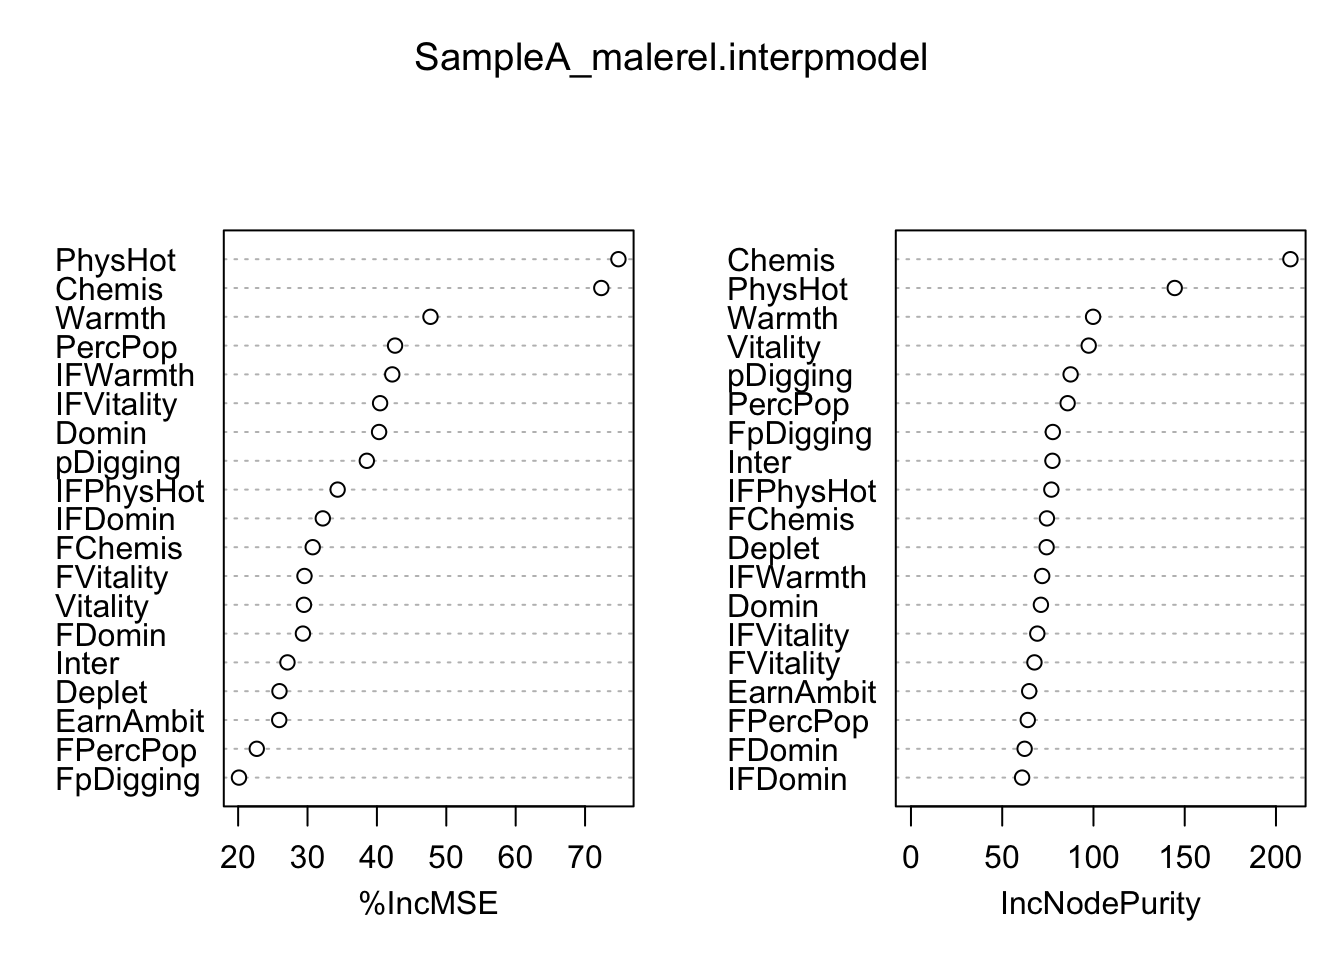 SampleA_malerel.interpmodel
PhysHot
Chemis
Warmth
PercPop
IFWarmth
IFVitality
Domin
pDigging
IFPhysHot
IFDomin
FChemis
FVitality
Vitality
FDomin
Inter
Deplet
EarnAmbit
FPercPop
FpDigging
20 30 40 50 60 70
%IncMSE
Chemis
PhysHot
Warmth
Vitality
pDigging
PercPop
FpDigging
Inter
IFPhysHot
FChemis
Deplet
IFWarmth
Domin
IFVitality
FVitality
EarnAmbit
FPercPop
FDomin
IFDomin
0 50 100 150 200
IncNodePurity